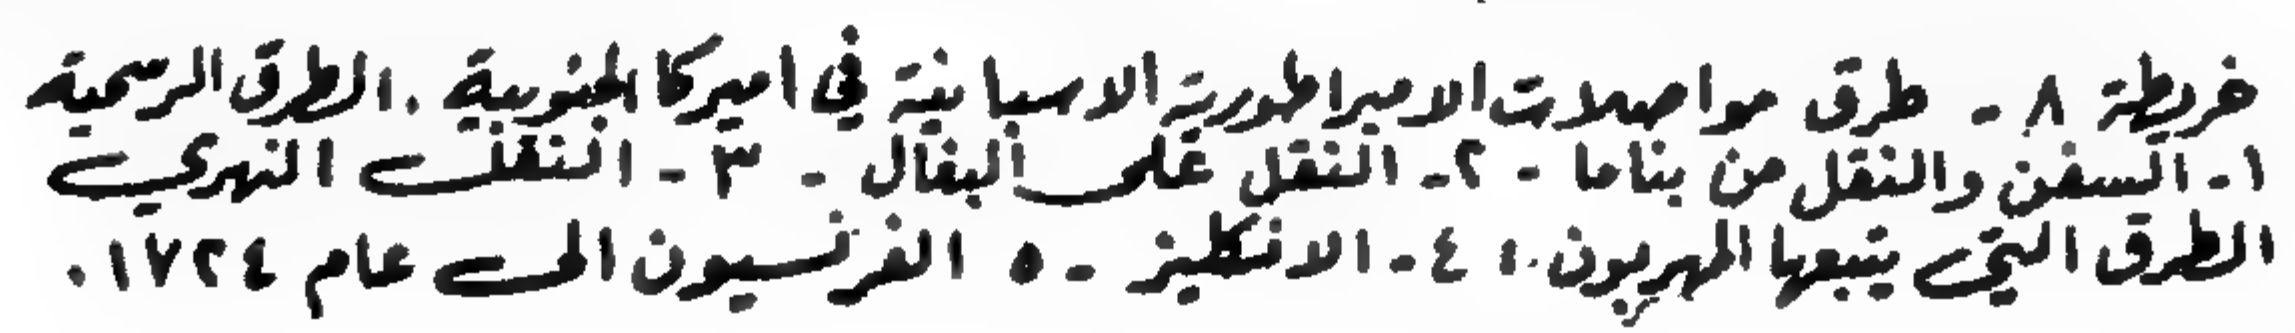 خريطة ٨ - طرق مواصلات الامبراطورية الاسبانية في اميركا الجنوبية . الطرق الرسمية
١ - السفن والنقل من بناما - ٢ - النقل على البغال - ٣ - النقل النهري
الطرق التي يتبعها المهربون . ٤ - الانكليز - ٥ الفرنسيون الى عام ١٧٢٤ .